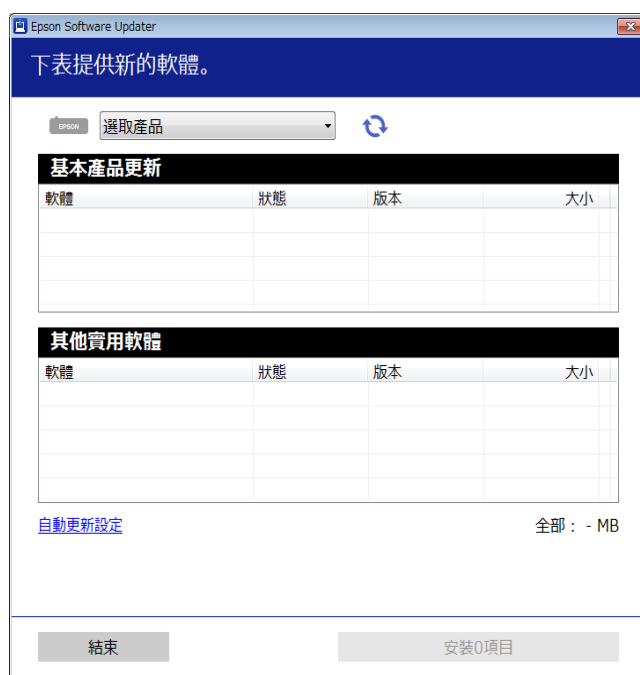 Epson Software Updater
下表提供新的軟體。
EPSON 選取產品
基本產品更新
軟體 狀態 版本 大小
其他實用軟體
軟體 狀態 版本 大小
自動更新設定 全部： - MB
結束 安裝0項目